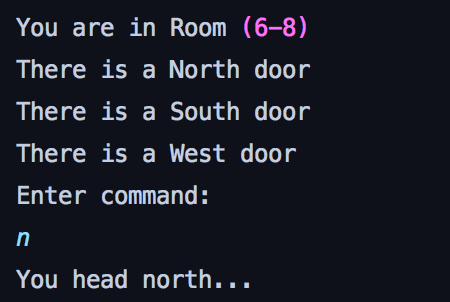 You are in Room (6-8)
There is a North door
There is a South door
There is a West door
Enter command:
n
You head north...